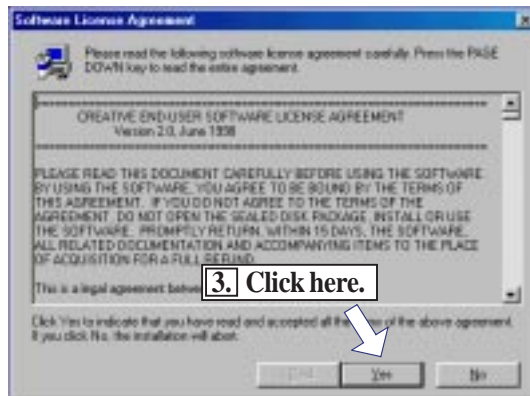 Software License Agreement
Please read the following software license agreement carefully. Press the PAGE
DOWN key to read the entire agreement.
CREATIVE END-USER SOFTWARE LICENSE AGREEMENT
Version 2.0, June 1998
PLEASE READ THIS DOCUMENT CAREFULLY BEFORE USING THE SOFTWARE.
BY USING THE SOFTWARE, YOU AGREE TO BE BOUND BY THE TERMS OF
THIS AGREEMENT. IF YOU DO NOT AGREE TO THE TERMS OF THE
AGREEMENT, DO NOT OPEN THE SEALED DISK PACKAGE, INSTALL OR USE
THE SOFTWARE. PROMPTLY RETURN, WITHIN 15 DAYS, THE SOFTWARE,
ALL RELATED DOCUMENTATION AND ACCOMPANYING ITEMS TO THE PLACE
OF ACQUISITION FOR A FULL REFUND.
This is a legal agreement
3. Click here.
Click Yes to indicate that you have read and accepted all the of the above agreement.
If you click No, the installation will abort.
Yes
No